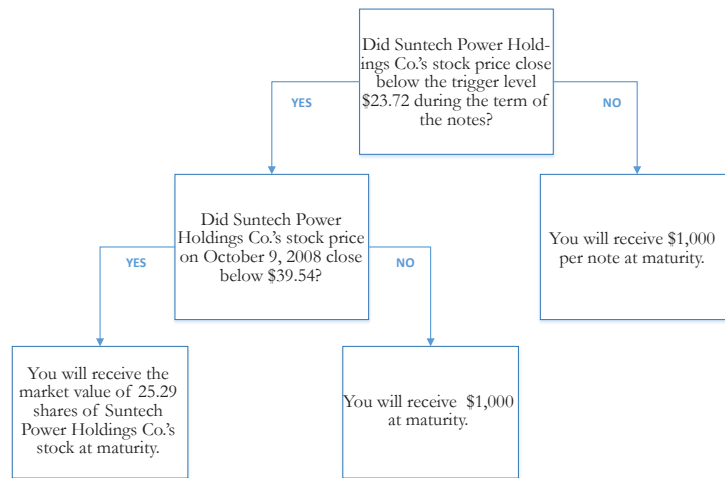 Did Suntech Power Hold-
ings Co.'s stock price close
below the trigger level
$23.72 during the term of
the notes?
YES
NO
Did Suntech Power
Holdings Co.'s stock price
on October 9, 2008 close
below $39.54?
You will receive $1,000
per note at maturity.
YES
NO
You will receive the
market value of 25.29
shares of Suntech
Power Holdings Co.'s
stock at maturity.
You will receive $1,000
at maturity.